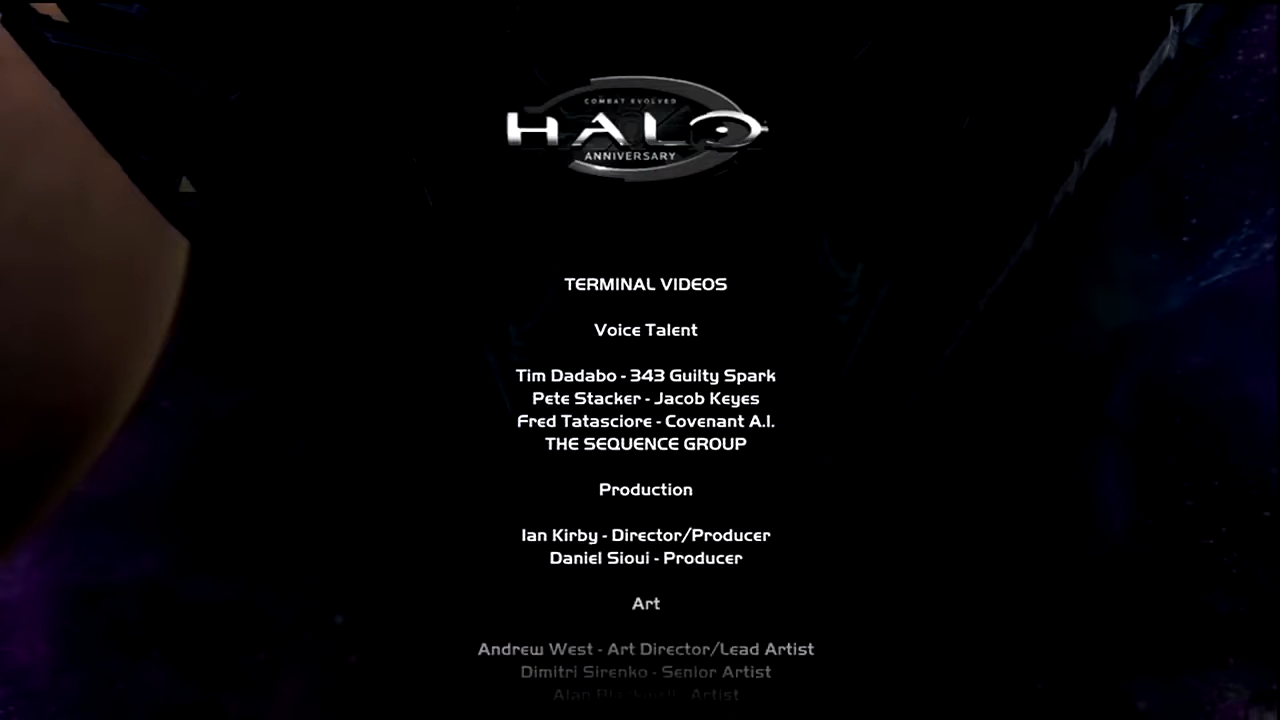 COMBAT EVOLVED
HALO
ANNIVERSARY
TERMINAL VIDEOS
Voice Talent
Tim Dadabo - 343 Guilty Spark
Pete Stacker - Jacob Keyes
Fred Tatasciore - Covenant A.I.
THE SEQUENCE GROUP
Production
Ian Kirby - Director/Producer
Daniel Sioui - Producer
Art
Andrew West - Art Director/Lead Artist
Dimitri Sirenko - Senior Artist
Alan - Artist